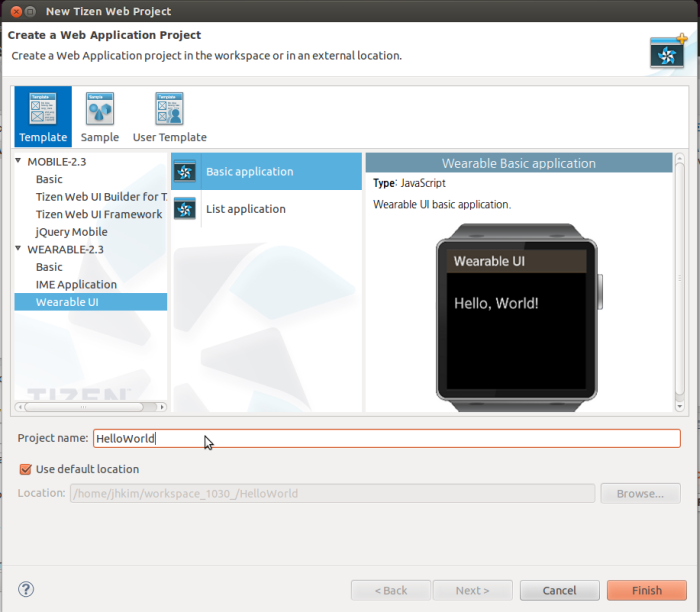 New Tizen Web Project
Create a Web Application Project
Create a Web Application project in the workspace or in an external location.
Template
Sample
User Template
MOBILE-2.3
Basic
Tizen Web UI Builder for T
Tizen Web UI Framework
jQuery Mobile
WEARABLE-2.3
Basic
IME Application
Wearable UI
TIZEN
Basic application
List application
Wearable Basic application
Type: JavaScript
Wearable UI basic application.
Wearable UI
Hello, World!
Project name: HelloWorld
Use default location
Location: /home/jhkim/workspace_1030_/HelloWorld
Browse...
?
< Back
Next >
Cancel
Finish